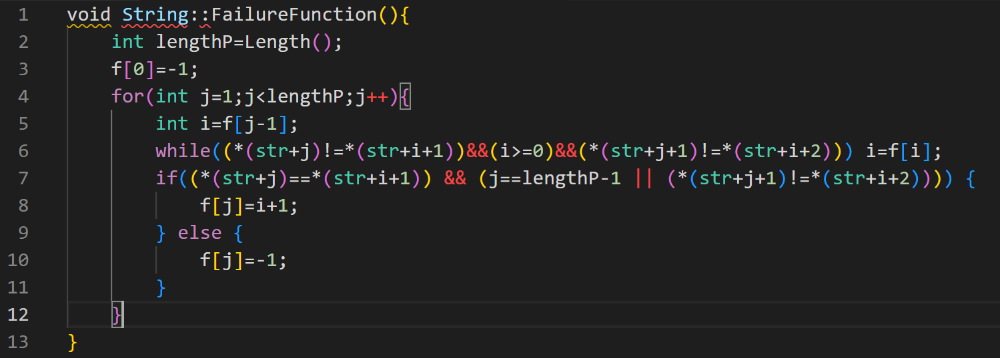 1 void String::FailureFunction(){
2 int lengthP=Length();
3 f[0]=-1;
4 for(int j=1;j<lengthP;j++){
5 int i=f[j-1];
6 while((*(str+j)!=*(str+i+1))&&(i>=0)&&(*(str+j+1)!=*(str+i+2))) i=f[i];
7 if((*(str+j)==*(str+i+1)) && (j==lengthP-1 || (*(str+j+1)!=*(str+i+2)))) {
8 f[j]=i+1;
9 } else {
10 f[j]=-1;
11 }
12 }
13 }